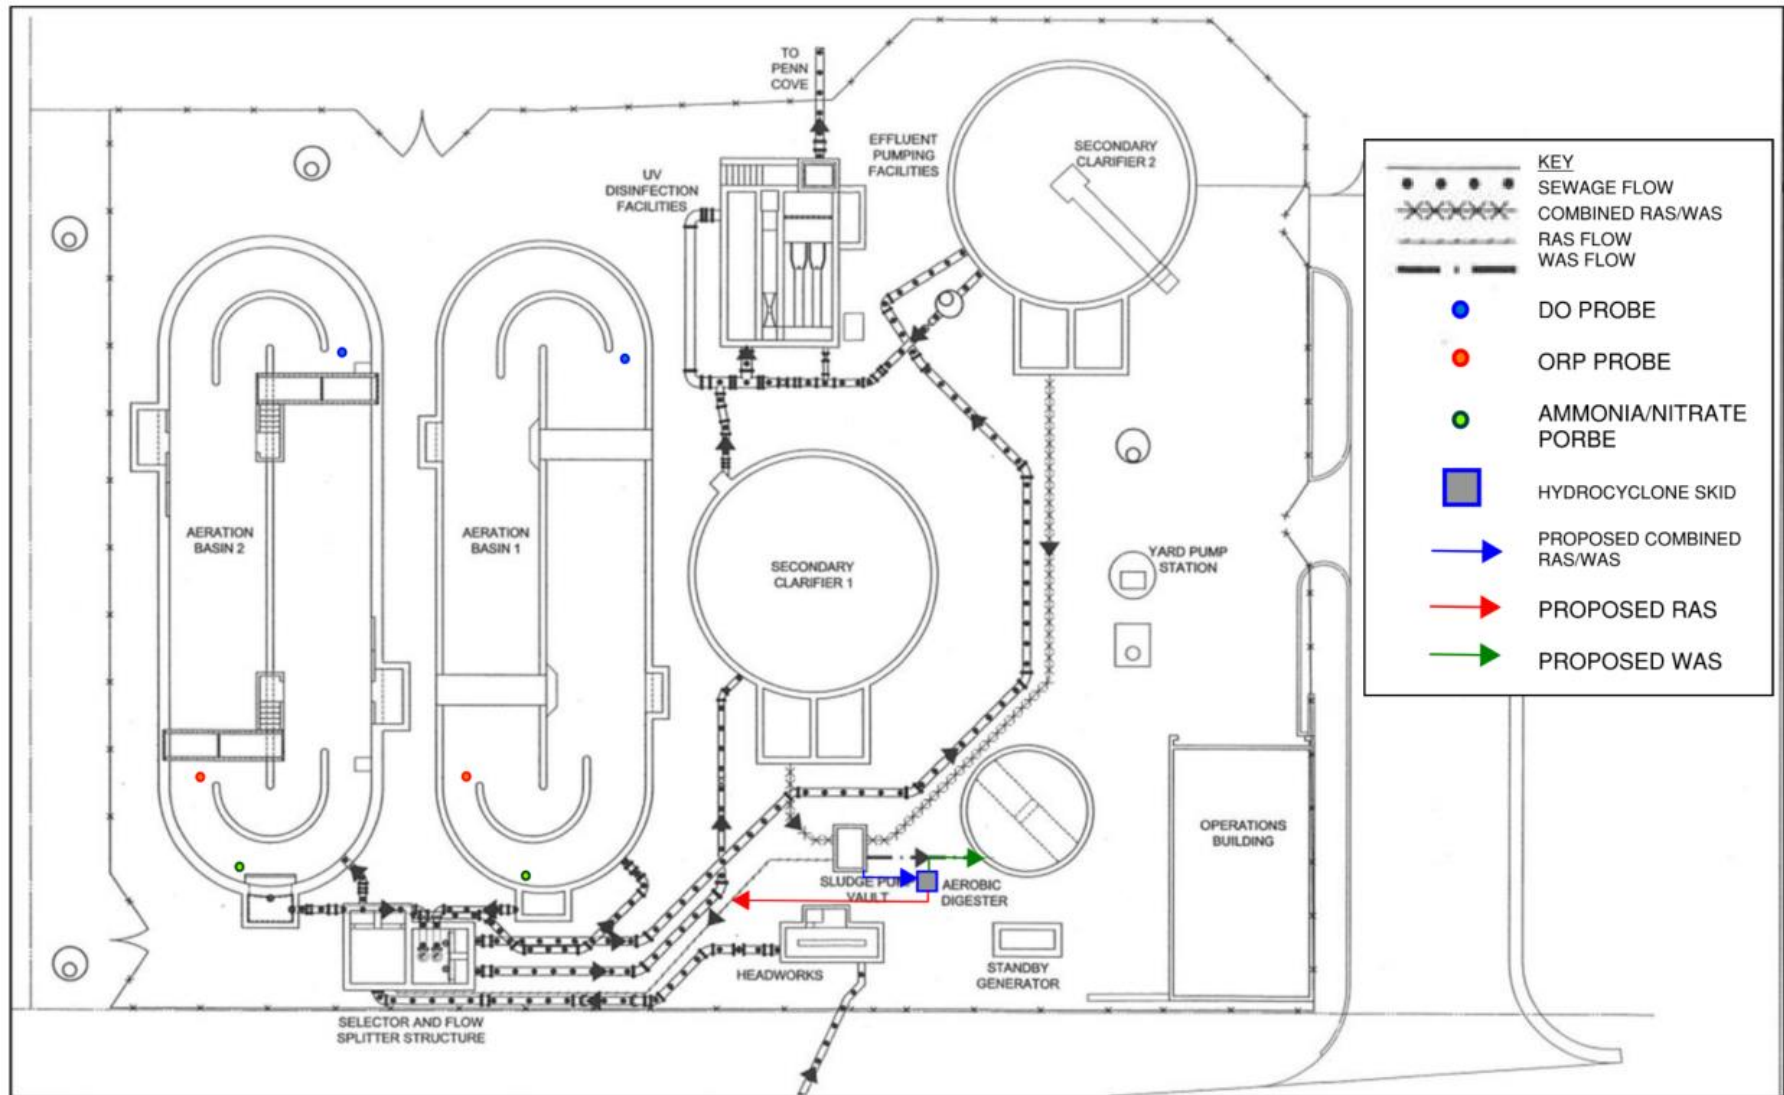 TO
PENN
COVE
EFFLUENT
PUMPING
FACILITIES
SECONDARY
CLARIFIER 2
UV
DISINFECTION
FACILITIES
AERATION
BASIN 2
AERATION
BASIN 1
SECONDARY
CLARIFIER 1
YARD PUMP
STATION
OPERATIONS
BUILDING
SLUDGE PUMP
VAULT
AEROBIC
DIGESTER
HEADWORKS
STANDBY
GENERATOR
SELECTOR AND FLOW
SPLITTER STRUCTURE
KEY
SEWAGE FLOW
COMBINED RAS/WAS
RAS FLOW
WAS FLOW
DO PROBE
ORP PROBE
AMMONIA/NITRATE
PORBE
HYDROCYCLONE SKID
PROPOSED COMBINED
RAS/WAS
PROPOSED RAS
PROPOSED WAS